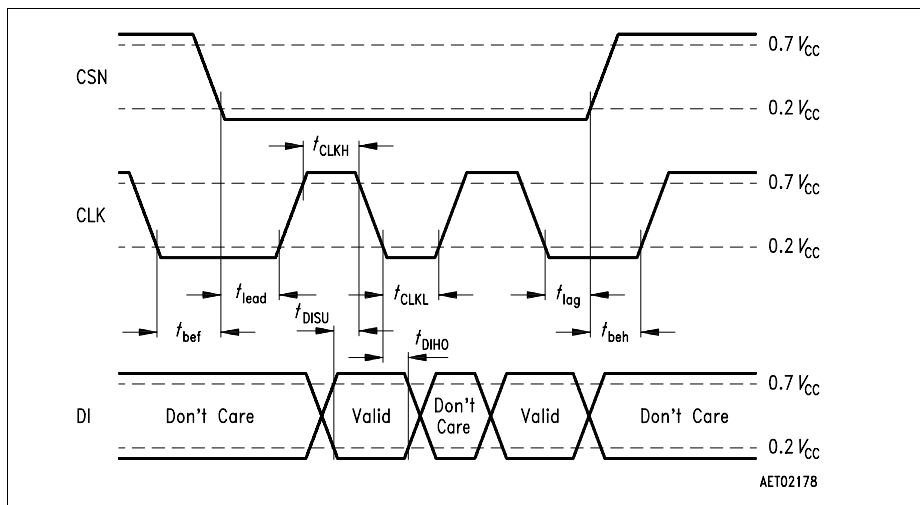 0.7 VCC
CSN
0.2 VCC
tCLKH
0.7 VCC
CLK
0.2 VCC
tlead
tCLKL
tlag
tDISU
tbef
tDIHO
tbeh
0.7 VCC
DI
Don't Care
Valid
Don't
Care
Valid
Don't Care
0.2 VCC
AET02178